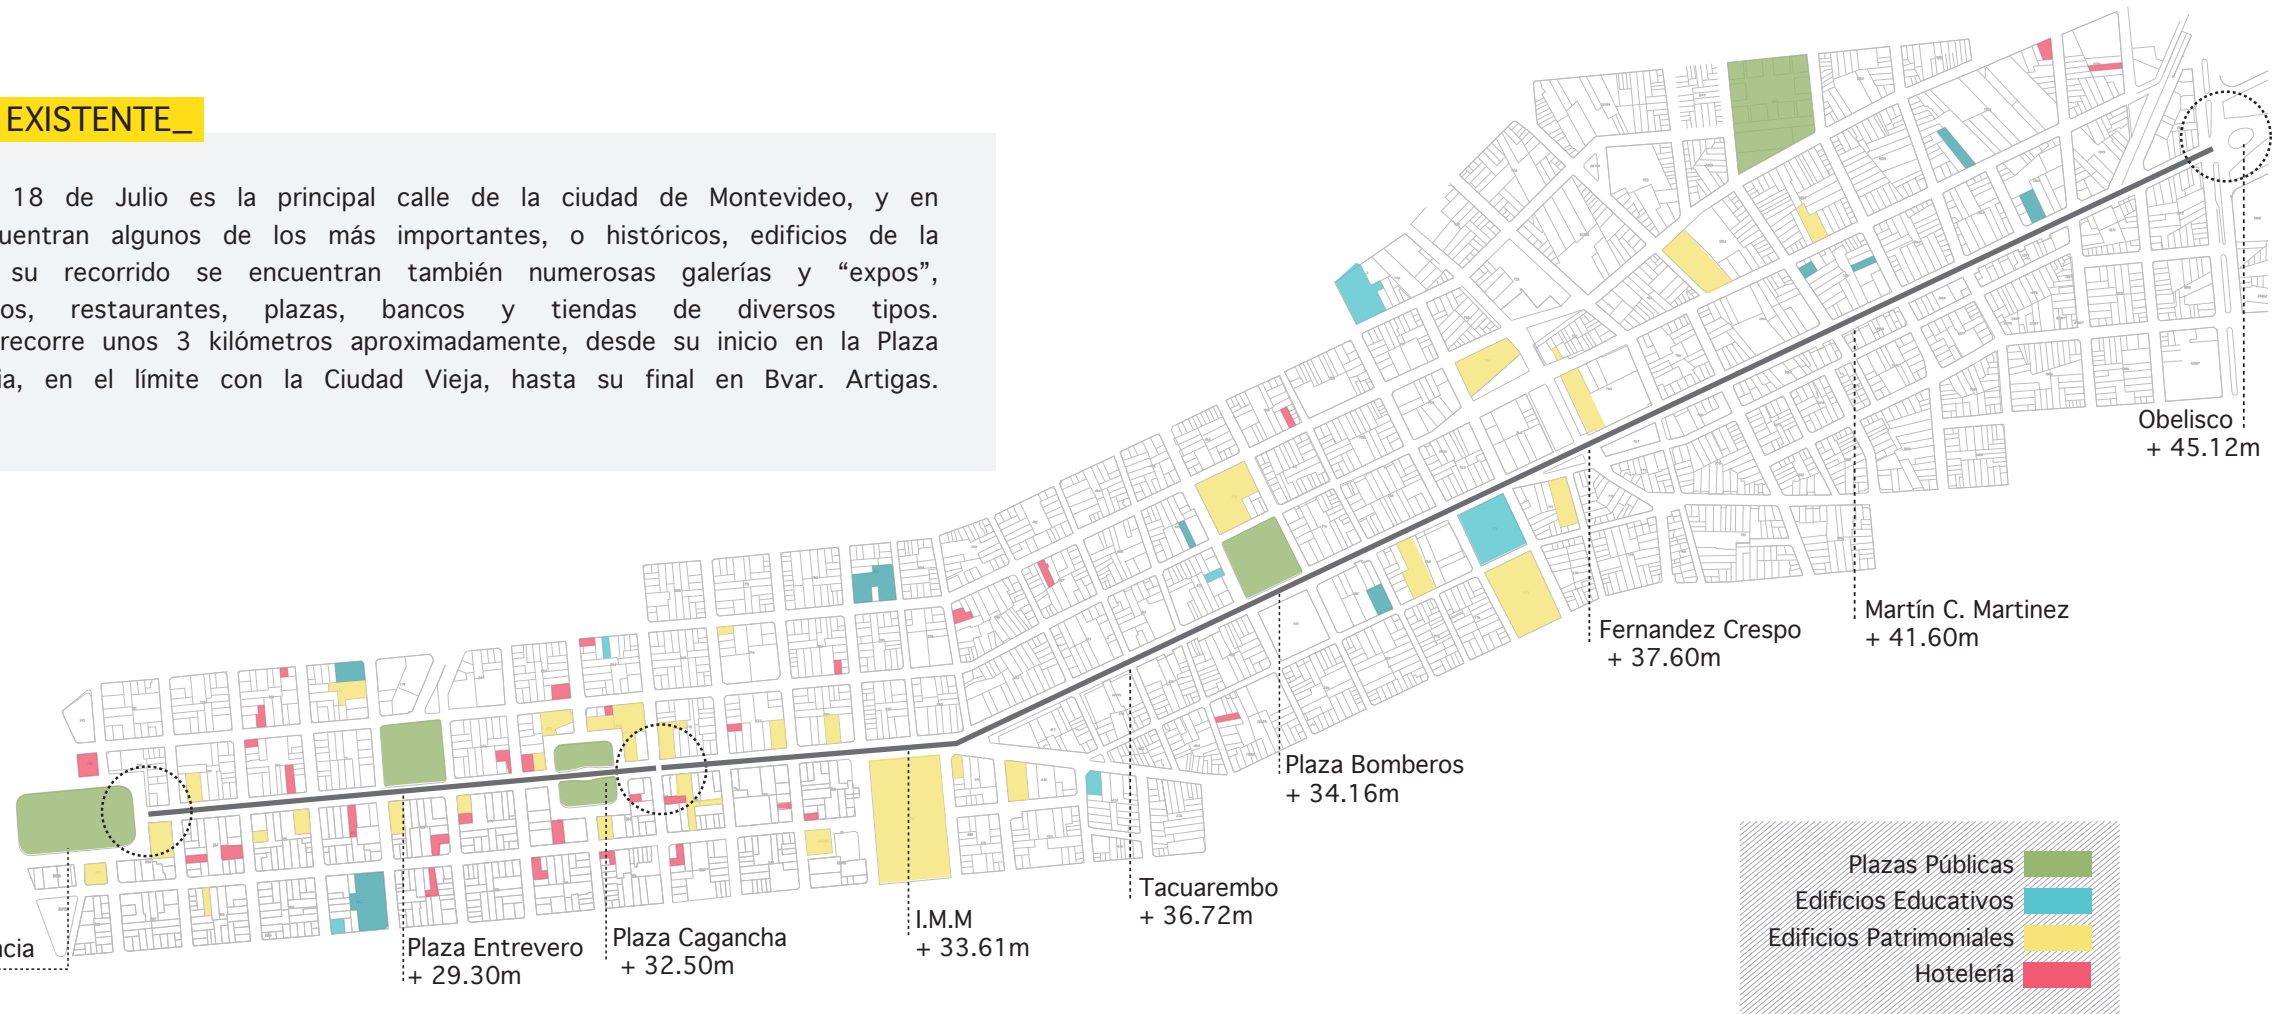 EXISTENTE_
18 de Julio es la principal calle de la ciudad de Montevideo, y en
uentran algunos de los más importantes, o históricos, edificios de la
su recorrido se encuentran también numerosas galerías y “expos”,
os, restaurantes, plazas, bancos y tiendas de diversos tipos.
recorre unos 3 kilómetros aproximadamente, desde su inicio en la Plaza
ia, en el límite con la Ciudad Vieja, hasta su final en Bvar. Artigas.
Obelisco
+ 45.12m
Martín C. Martinez
+ 41.60m
Fernandez Crespo
+ 37.60m
Plaza Bomberos
+ 34.16m
Tacuarembo
+ 36.72m
I.M.M
+ 33.61m
Plaza Cagancha
+ 32.50m
Plaza Entrevero
+ 29.30m
ncia
Plazas Públicas
Edificios Educativos
Edificios Patrimoniales
Hotelería